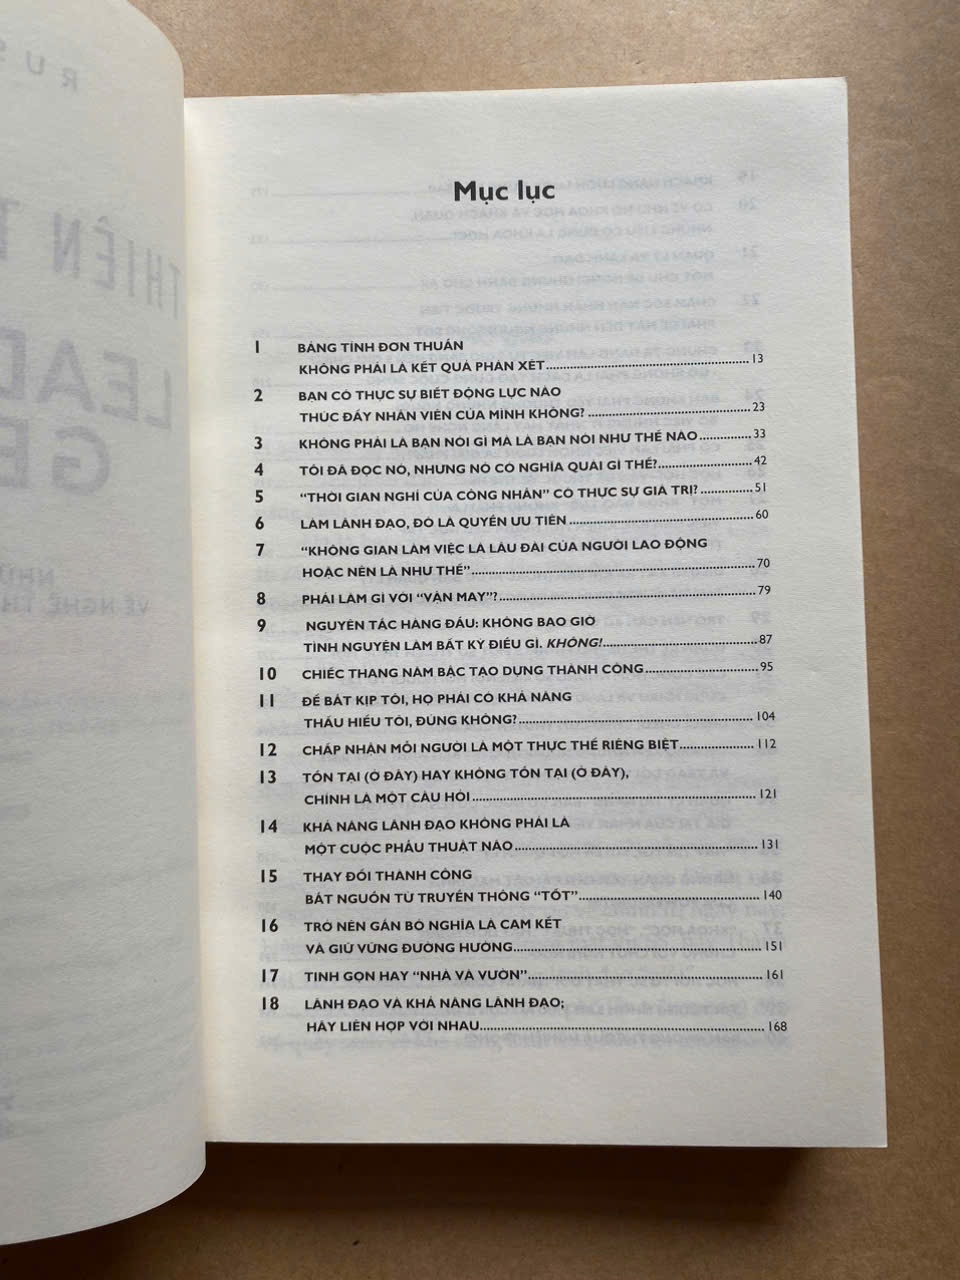 Mục lục
1 BẢNG TÍNH ĐƠN THUẦN
KHÔNG PHẢI LÀ KẾT QUẢ PHÁN XÉT 13
2 BẠN CÓ THỰC SỰ BIẾT ĐỘNG LỰC NÀO
THÚC ĐẨY NHÂN VIÊN CỦA MÌNH KHÔNG? 23
3 KHÔNG PHẢI LÀ BẠN NÓI GÌ MÀ LÀ BẠN NÓI NHƯ THẾ NÀO 33
4 TÔI ĐÃ ĐỌC NÓ, NHƯNG NÓ CÓ NGHĨA QUÁI GÌ THẾ? 42
5 “THỜI GIAN NGHỈ CỦA CÔNG NHÂN” CÓ THỰC SỰ GIÁ TRỊ? 51
6 LÀM LÃNH ĐẠO, ĐÓ LÀ QUYỀN ƯU TIÊN 60
7 “KHÔNG GIAN LÀM VIỆC LÀ LÂU ĐÀI CỦA NGƯỜI LAO ĐỘNG
HOẶC NÊN LÀ NHƯ THẾ” 70
8 PHẢI LÀM GÌ VỚI “VẬN MAY”? 79
9 NGUYÊN TẮC HÀNG ĐẦU: KHÔNG BAO GIỜ
TÌNH NGUYỆN LÀM BẤT KỲ ĐIỀU GÌ. KHÔNG! 87
10 CHIẾC THANG NĂM BẬC TẠO DỰNG THÀNH CÔNG 95
11 ĐỂ BẮT KỊP TÔI, HỌ PHẢI CÓ KHẢ NĂNG
THẤU HIỂU TÔI, ĐÚNG KHÔNG? 104
12 CHẤP NHẬN MỖI NGƯỜI LÀ MỘT THỰC THỂ RIÊNG BIỆT 112
13 TỒN TẠI (Ở ĐÂY) HAY KHÔNG TỒN TẠI (Ở ĐÂY),
CHÍNH LÀ MỘT CÂU HỎI 121
14 KHẢ NĂNG LÃNH ĐẠO KHÔNG PHẢI LÀ
MỘT CUỘC PHẪU THUẬT NÃO 131
15 THAY ĐỔI THÀNH CÔNG
BẮT NGUỒN TỪ TRUYỀN THÔNG “TỐT” 140
16 TRỞ NÊN GẮN BÓ NGHĨA LÀ CAM KẾT
VÀ GIỮ VỮNG ĐƯỜNG HƯỚNG 151
17 TINH GỌN HAY “NHÀ VÀ VƯỜN” 161
18 LÃNH ĐẠO VÀ KHẢ NĂNG LÃNH ĐẠO;
HÃY LIÊN HỢP VỚI NHAU 168